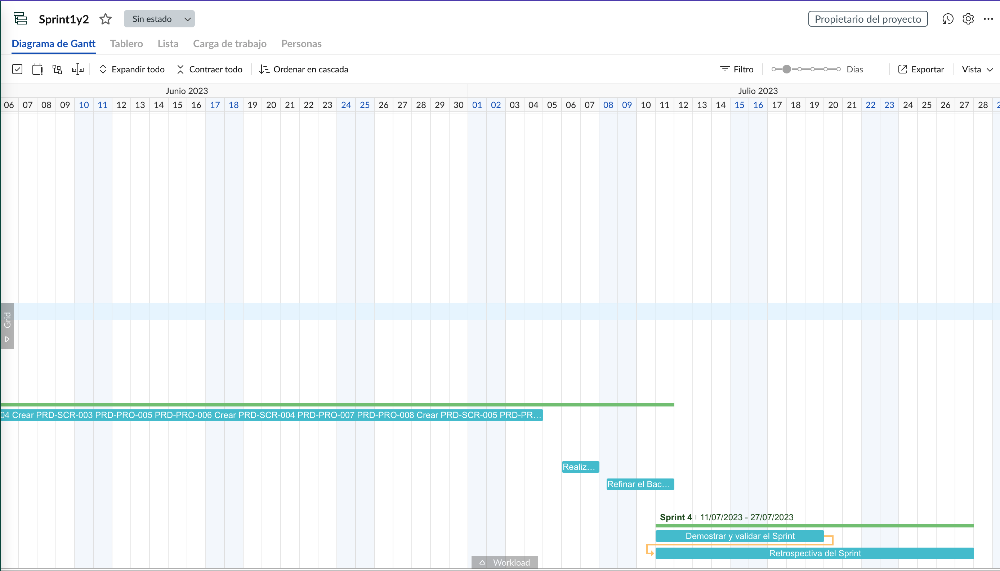 Sprint1y2 Sin estado Propietario del proyecto
Diagrama de Gantt Tablero Lista Carga de trabajo Personas
Expandir todo Contraer todo Ordenar en cascada Filtro Días Exportar Vista
Junio 2023 Julio 2023
06 07 08 09 10 11 12 13 14 15 16 17 18 19 20 21 22 23 24 25 26 27 28 29 30 01 02 03 04 05 06 07 08 09 10 11 12 13 14 15 16 17 18 19 20 21 22 23 24 25 26 27 28
Grid
04 Crear PRD-SCR-003 PRD-PRO-005 PRD-PRO-006 Crear PRD-SCR-004 PRD-PRO-007 PRD-PRO-008 Crear PRD-SCR-005 PRD-PR...
Realiz...
Refinar el Bac...
Sprint 4 11/07/2023 - 27/07/2023
Demostrar y validar el Sprint
Retrospectiva del Sprint
Workload